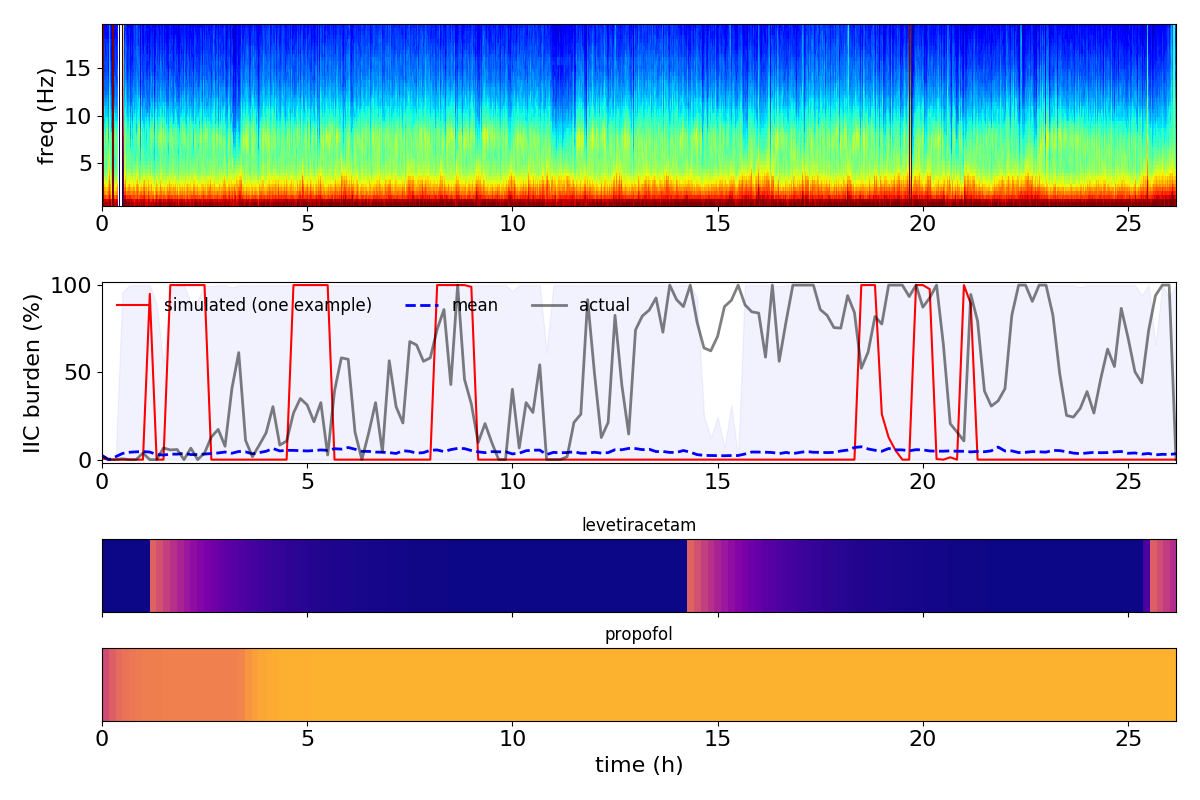 freq (Hz)
15
10
5
0 5 10 15 20 25
IIC burden (%)
100
50
0
simulated (one example) mean actual
0 5 10 15 20 25
levetiracetam
propofol
0 5 10 15 20 25
time (h)